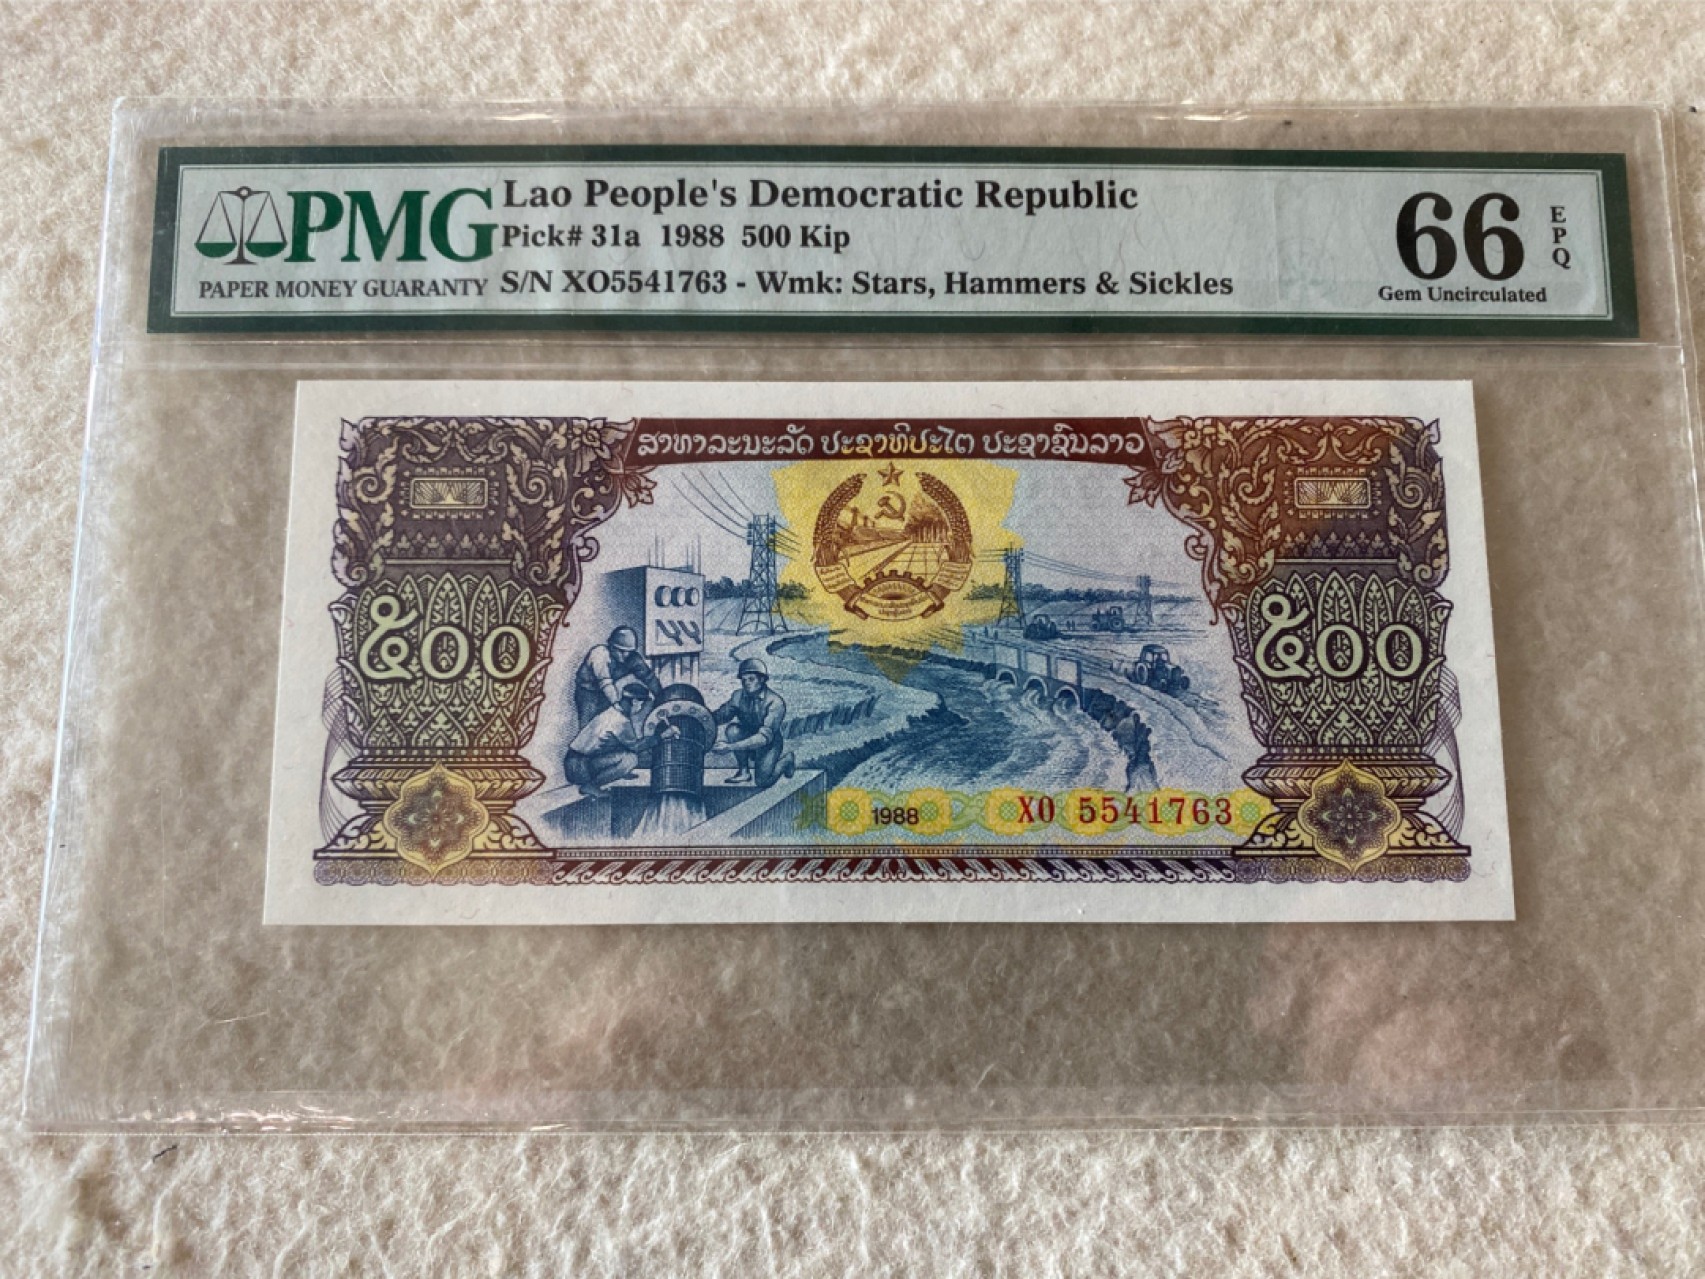 PMG
PAPER MONEY GUARANTY
Lao People's Democratic Republic
Pick# 31a 1988 500 Kip
S/N XO5541763 - Wmk: Stars, Hammers & Sickles
66 EPQ
Gem Uncirculated
ສາທາລະນະລັດ ປະຊາທິປະໄຕ ປະຊາຊົນລາວ
໕໐໐ ໕໐໐
1988 XO 5541763